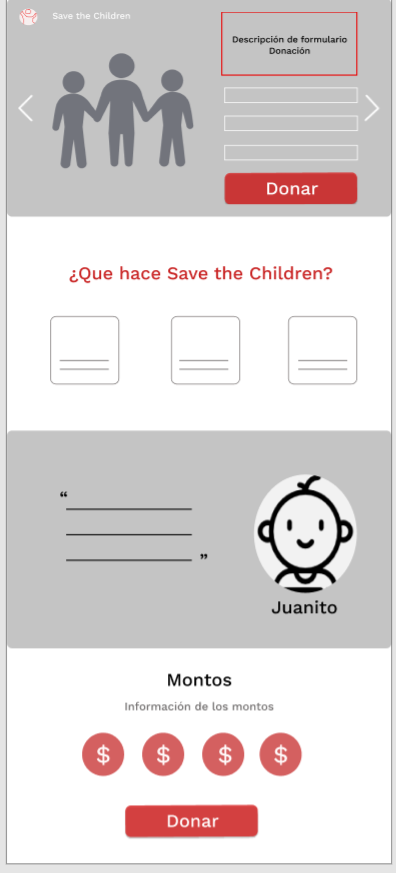 Save the Children
Descripción de formulario
Donación
Donar
¿Que hace Save the Children?
“
”
Juanito
Montos
Información de los montos
$ $ $ $
Donar